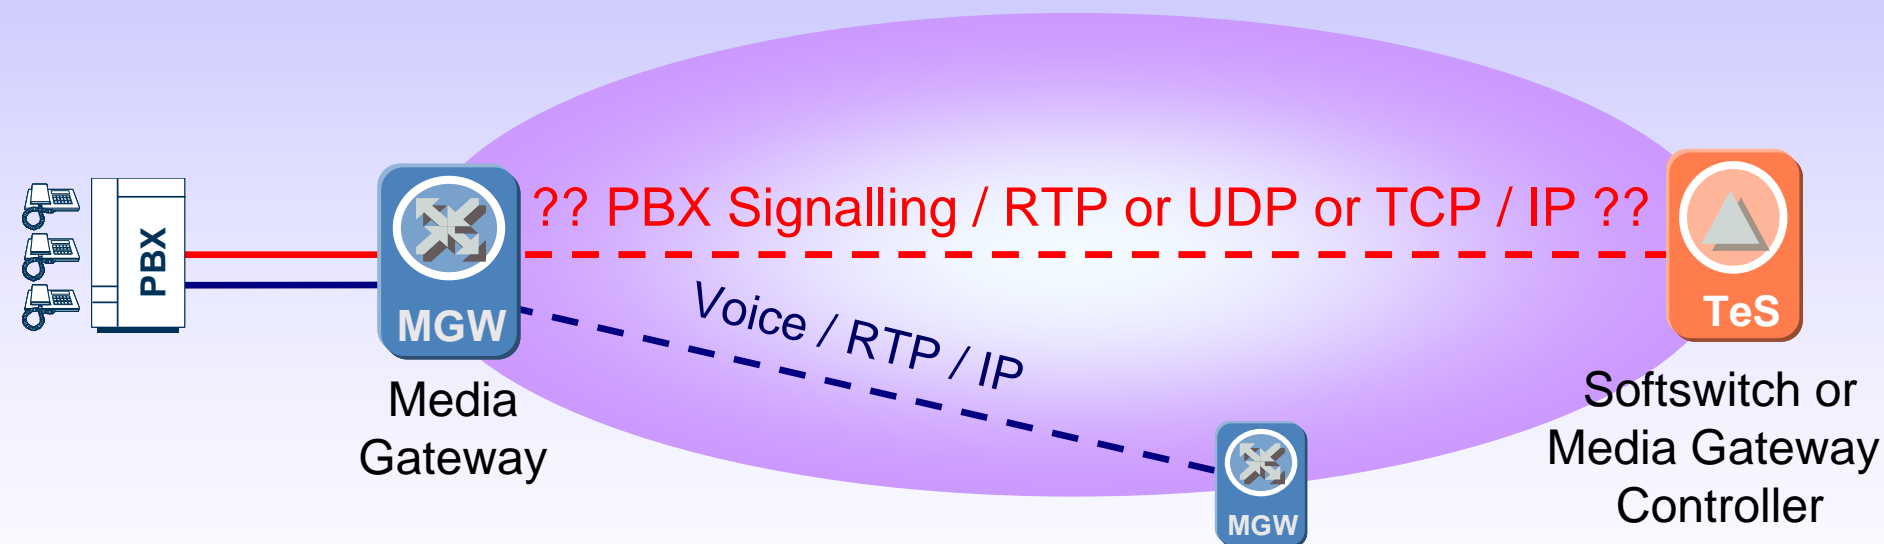 ?? PBX Signalling / RTP or UDP or TCP / IP ??
PBX
MGW
TeS
Voice / RTP / IP
Media
Gateway
Softswitch or
Media Gateway
Controller
MGW